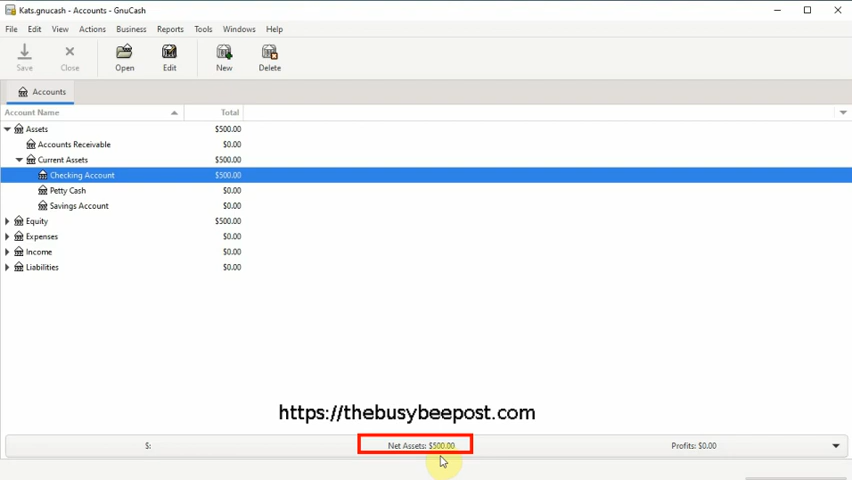 Kats.gnucash - Accounts - GnuCash
File Edit View Actions Business Reports Tools Windows Help
Save Close Open Edit New Delete
Accounts
Account Name Total
Assets $500.00
Accounts Receivable $0.00
Current Assets $500.00
Checking Account $500.00
Petty Cash $0.00
Savings Account $0.00
Equity $500.00
Expenses $0.00
Income $0.00
Liabilities $0.00
https://thebusybeepost.com
$: Net Assets: $500.00 Profits: $0.00